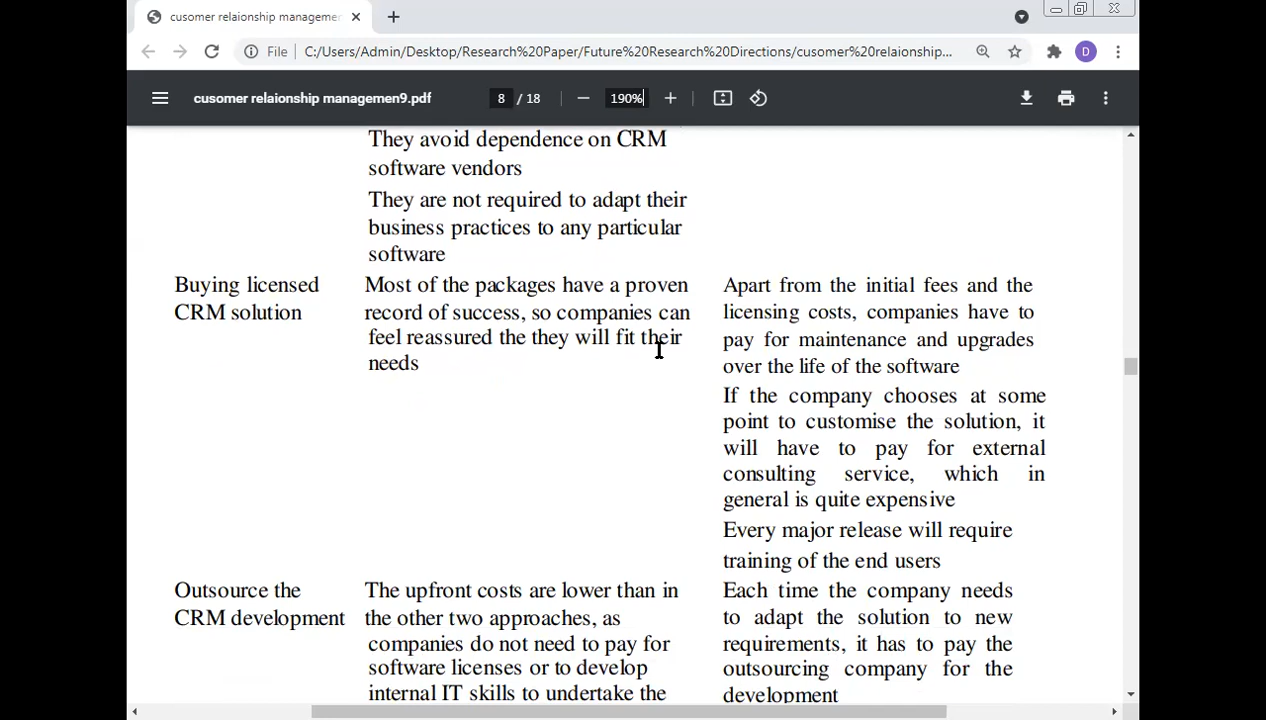 cusomer relaionship managemen
File
C:/Users/Admin/Desktop/Research%20Paper/Future%20Research%20Directions/cusomer%20relaionship...
D
cusomer relaionship managemen9.pdf
8 / 18
190%
They avoid dependence on CRM
software vendors
They are not required to adapt their
business practices to any particular
software
Buying licensed
CRM solution
Most of the packages have a proven
record of success, so companies can
feel reassured the they will fit their
needs
Apart from the initial fees and the
licensing costs, companies have to
pay for maintenance and upgrades
over the life of the software
If the company chooses at some
point to customise the solution, it
will have to pay for external
consulting service, which in
general is quite expensive
Every major release will require
training of the end users
Outsource the
CRM development
The upfront costs are lower than in
the other two approaches, as
companies do not need to pay for
software licenses or to develop
internal IT skills to undertake the
Each time the company needs
to adapt the solution to new
requirements, it has to pay the
outsourcing company for the
development